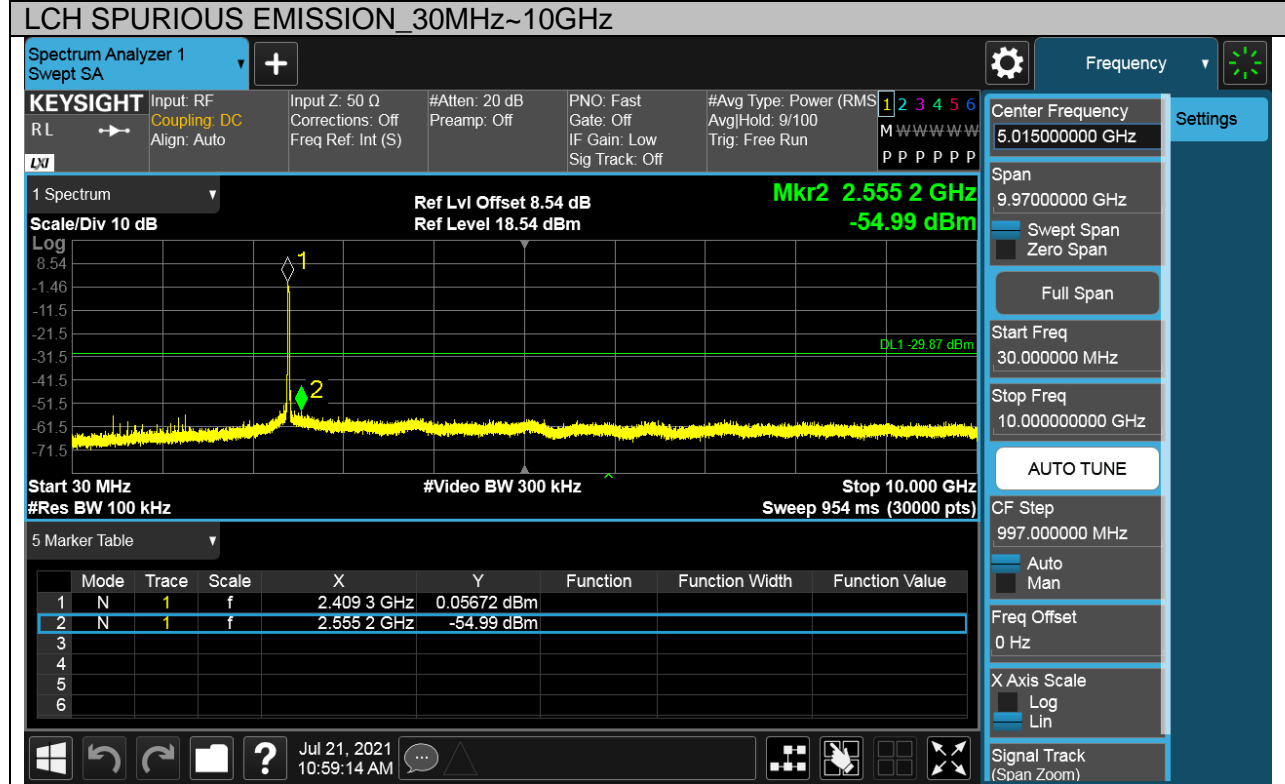 LCH SPURIOUS EMISSION_30MHz~10GHz
Spectrum Analyzer 1
Swept SA
Frequency
KEYSIGHT
RL
LXI
Input: RF
Coupling: DC
Align: Auto
Input Z: 50 Ω
Corrections: Off
Freq Ref: Int (S)
#Atten: 20 dB
Preamp: Off
PNO: Fast
Gate: Off
IF Gain: Low
Sig Track: Off
#Avg Type: Power (RMS
Avg|Hold: 9/100
Trig: Free Run
1 2 3 4 5 6
M W W W W W
P P P P P P
Center Frequency
5.015000000 GHz
Settings
1 Spectrum
Scale/Div 10 dB
Ref Lvl Offset 8.54 dB
Ref Level 18.54 dBm
Mkr2 2.555 2 GHz
-54.99 dBm
Log
8.54
-1.46
-11.5
-21.5
-31.5
-41.5
-51.5
-61.5
-71.5
1
2
DL1 -29.87 dBm
Start 30 MHz
#Res BW 100 kHz
#Video BW 300 kHz
Stop 10.000 GHz
Sweep 954 ms (30000 pts)
Span
9.97000000 GHz
Swept Span
Zero Span
Full Span
Start Freq
30.000000 MHz
Stop Freq
10.000000000 GHz
AUTO TUNE
CF Step
997.000000 MHz
Auto
Man
Freq Offset
0 Hz
X Axis Scale
Log
Lin
Signal Track
(Span Zoom)
5 Marker Table
Mode Trace Scale X Y Function Function Width Function Value
1 N 1 f 2.409 3 GHz 0.05672 dBm
2 N 1 f 2.555 2 GHz -54.99 dBm
3
4
5
6
?
Jul 21, 2021
10:59:14 AM